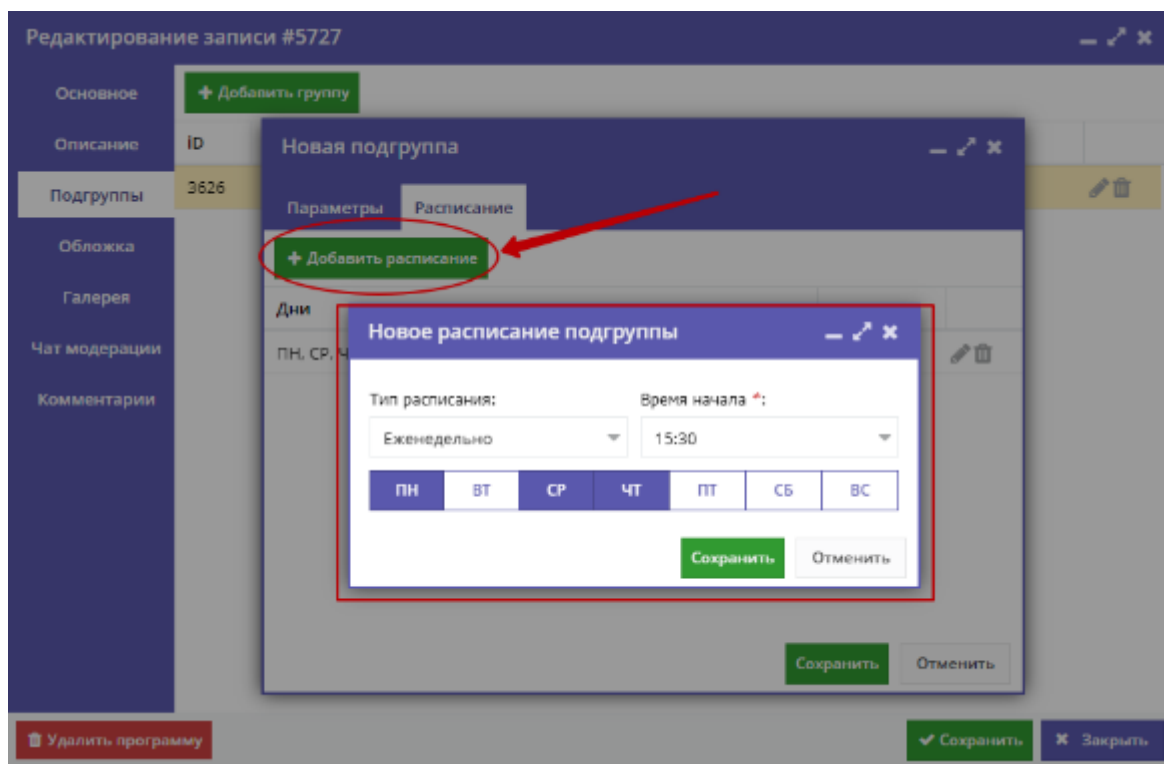 Редактирование записи #5727
Основное
+ Добавить группу
Описание
ID
Новая подгруппа
Подгруппы
3626
Параметры
Расписание
Обложка
+ Добавить расписание
Галерея
Дни
Новое расписание подгруппы
Чат модерации
ПН, СР, Ч
Комментарии
Тип расписания:
Время начала *:
Еженедельно
15:30
ПН ВТ СР ЧТ ПТ СБ ВС
Сохранить
Отменить
Сохранить
Отменить
Удалить программу
Сохранить
Закрыть